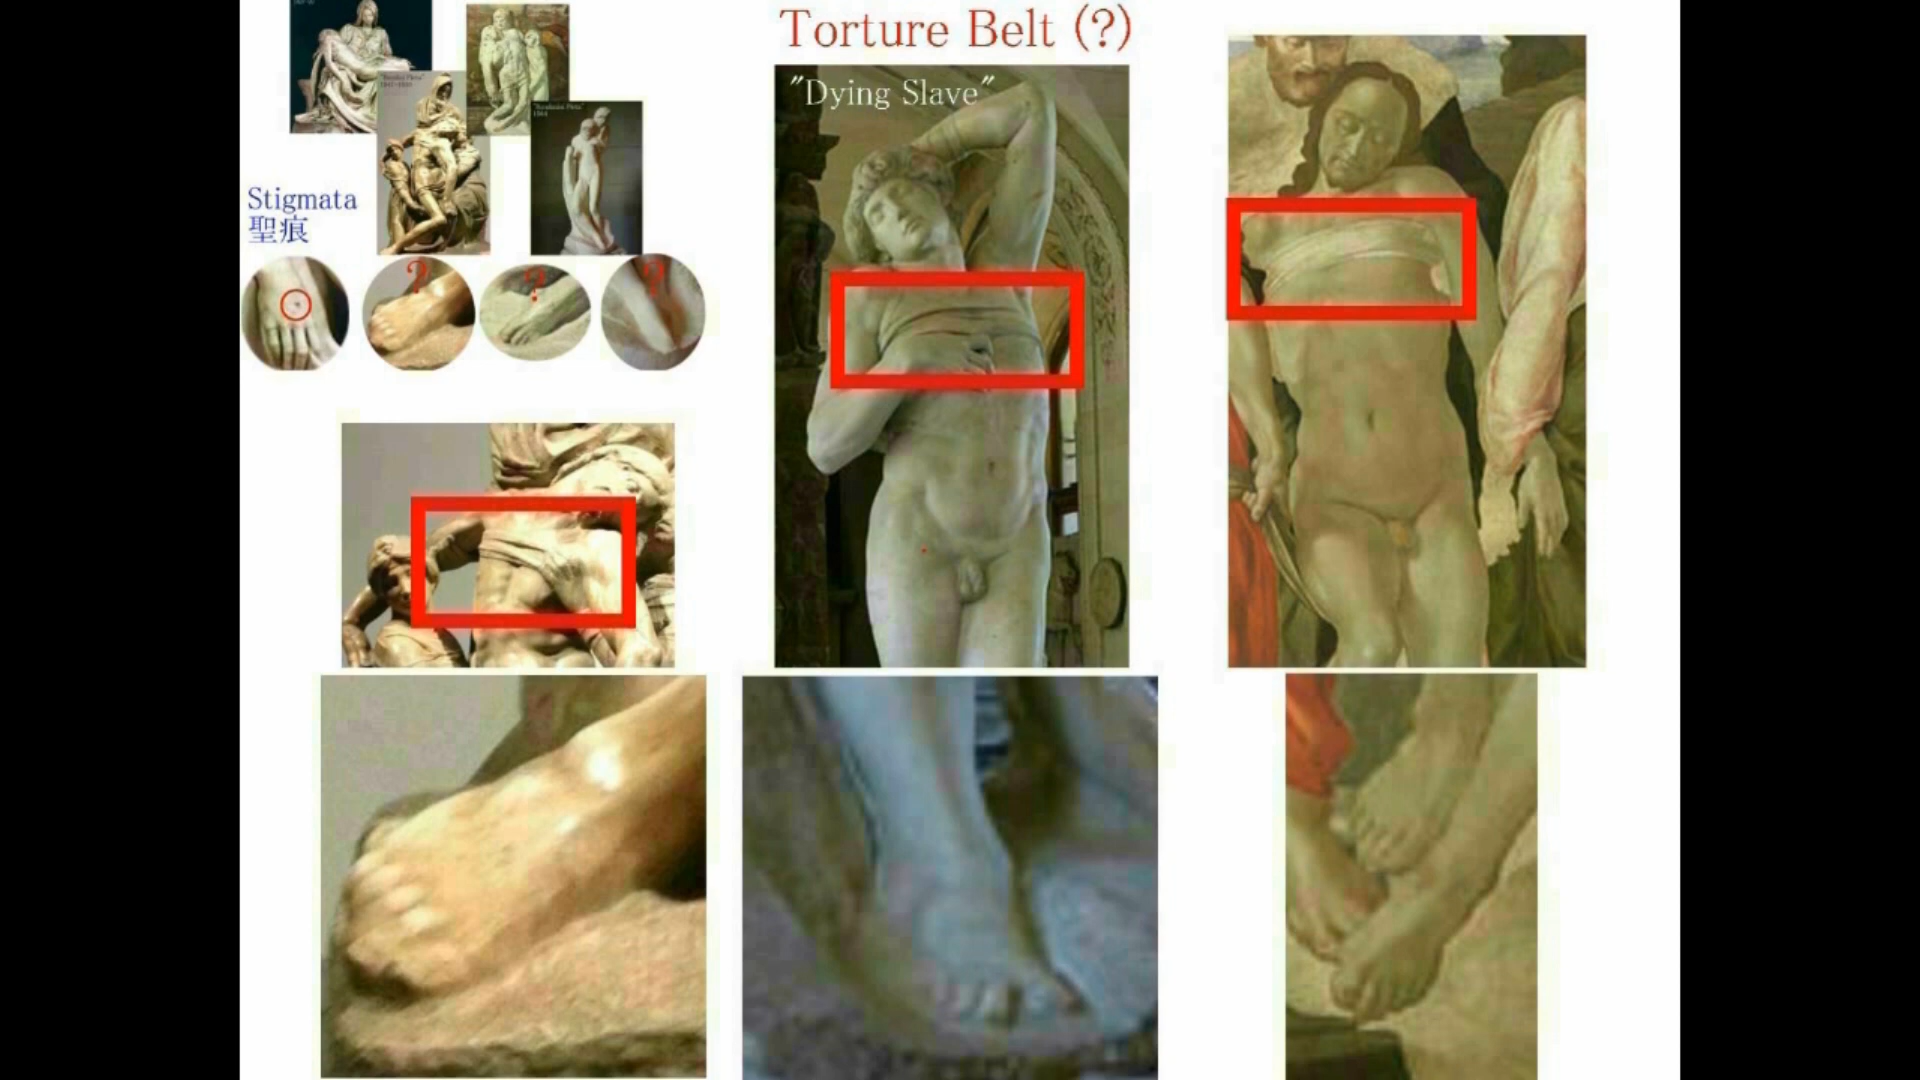 Torture Belt (?)
"Dying Slave"
Stigmata
聖痕
?
?
?